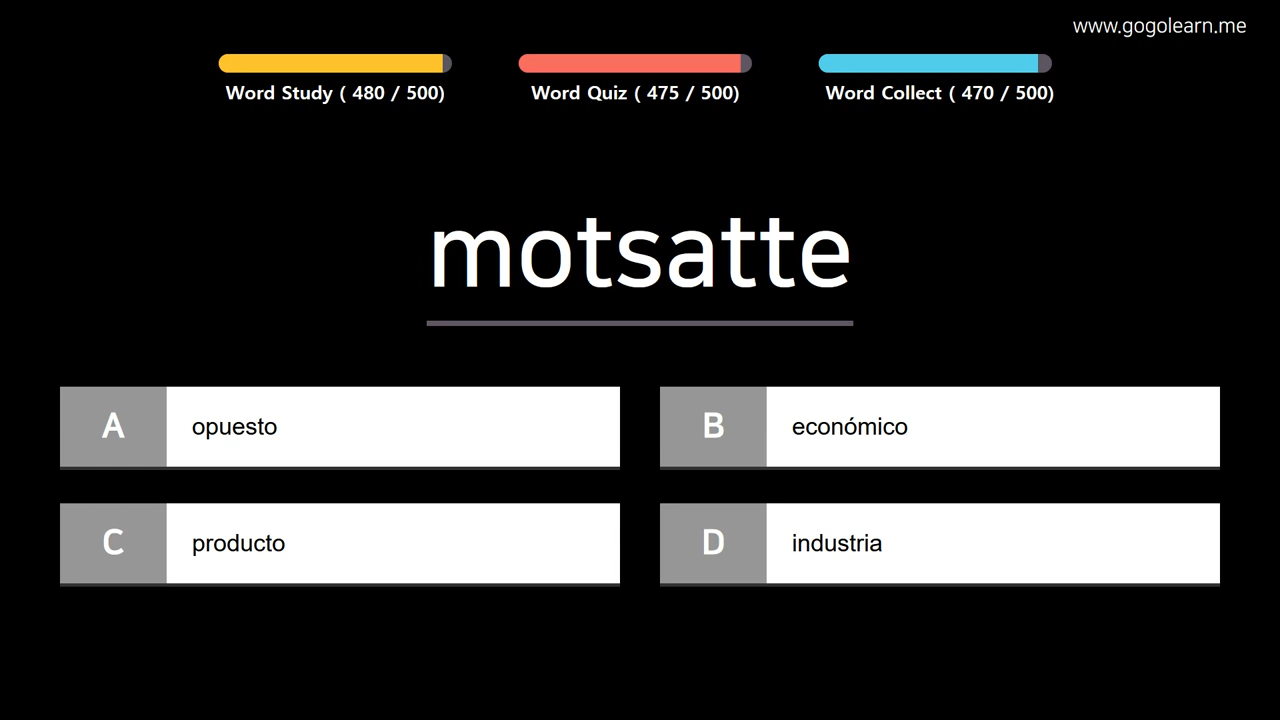 www.gogolearn.me
Word Study ( 480 / 500)
Word Quiz ( 475 / 500)
Word Collect ( 470 / 500)
motsatte
A opuesto
B económico
C producto
D industria